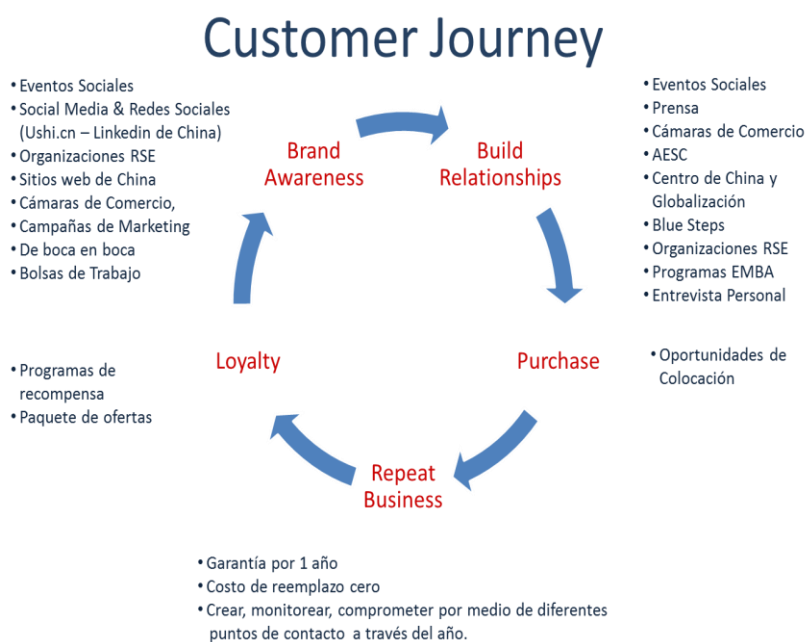 Customer Journey
• Eventos Sociales
• Social Media & Redes Sociales
(Ushi.cn – Linkedin de China)
• Organizaciones RSE
• Sitios web de China
• Cámaras de Comercio,
• Campañas de Marketing
• De boca en boca
• Bolsas de Trabajo
Brand
Awareness
Build
Relationships
• Eventos Sociales
• Prensa
• Cámaras de Comercio
• AESC
• Centro de China y
Globalización
• Blue Steps
• Organizaciones RSE
• Programas EMBA
• Entrevista Personal
• Programas de
recompensa
• Paquete de ofertas
Loyalty
Purchase
• Oportunidades de
Colocación
Repeat
Business
• Garantía por 1 año
• Costo de reemplazo cero
• Crear, monitorear, comprometer por medio de diferentes
puntos de contacto a través del año.